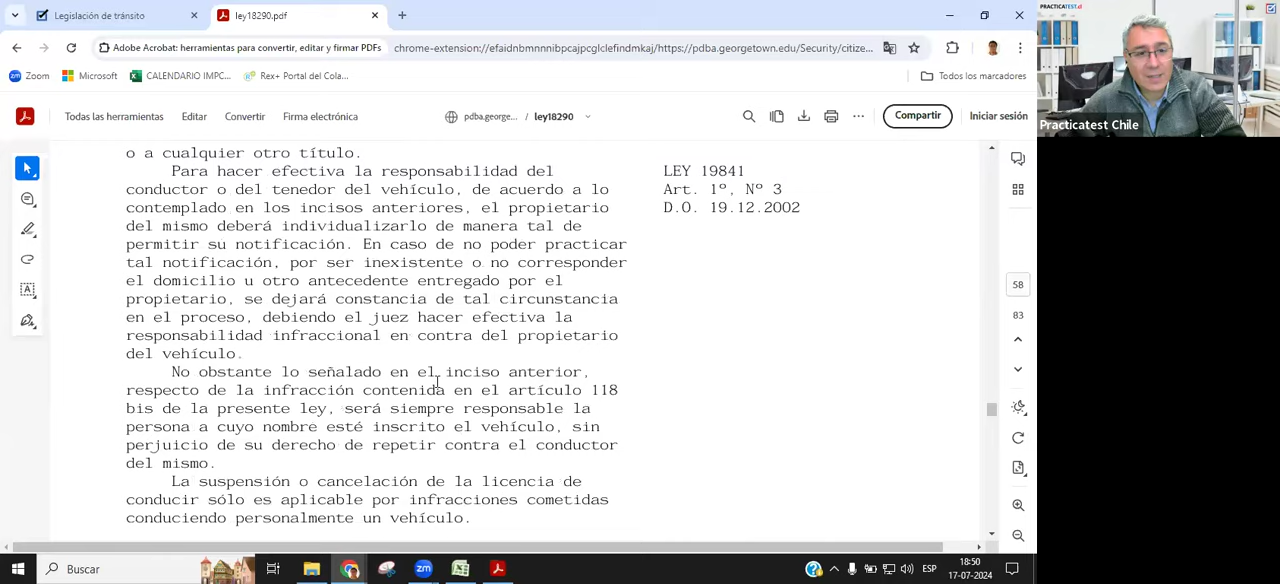 Legislación de tránsito
ley18290.pdf
Adobe Acrobat: herramientas para convertir, editar y firmar PDFs
chrome-extension://efaidnbmnnnibpcajpcglclefindmkaj/https://pdba.georgetown.edu/Security/citize...
Zoom
Microsoft
CALENDARIO IMPC...
Rex+ Portal del Cola...
Todos los marcadores
Todas las herramientas
Editar
Convertir
Firma electrónica
pdba.george... / ley18290
Compartir
Iniciar sesión
o a cualquier otro título.
Para hacer efectiva la responsabilidad del
conductor o del tenedor del vehículo, de acuerdo a lo
contemplado en los incisos anteriores, el propietario
del mismo deberá individualizarlo de manera tal de
permitir su notificación. En caso de no poder practicar
tal notificación, por ser inexistente o no corresponder
el domicilio u otro antecedente entregado por el
propietario, se dejará constancia de tal circunstancia
en el proceso, debiendo el juez hacer efectiva la
responsabilidad infraccional en contra del propietario
del vehículo.
No obstante lo señalado en el inciso anterior,
respecto de la infracción contenida en el artículo 118
bis de la presente ley, será siempre responsable la
persona a cuyo nombre esté inscrito el vehículo, sin
perjuicio de su derecho de repetir contra el conductor
del mismo.
La suspensión o cancelación de la licencia de
conducir sólo es aplicable por infracciones cometidas
conduciendo personalmente un vehículo.
LEY 19841
Art. 1º, Nº 3
D.O. 19.12.2002
58
83
PRACTICATEST.cl
Practicatest Chile
Buscar
zm
ESP
18:50
17-07-2024